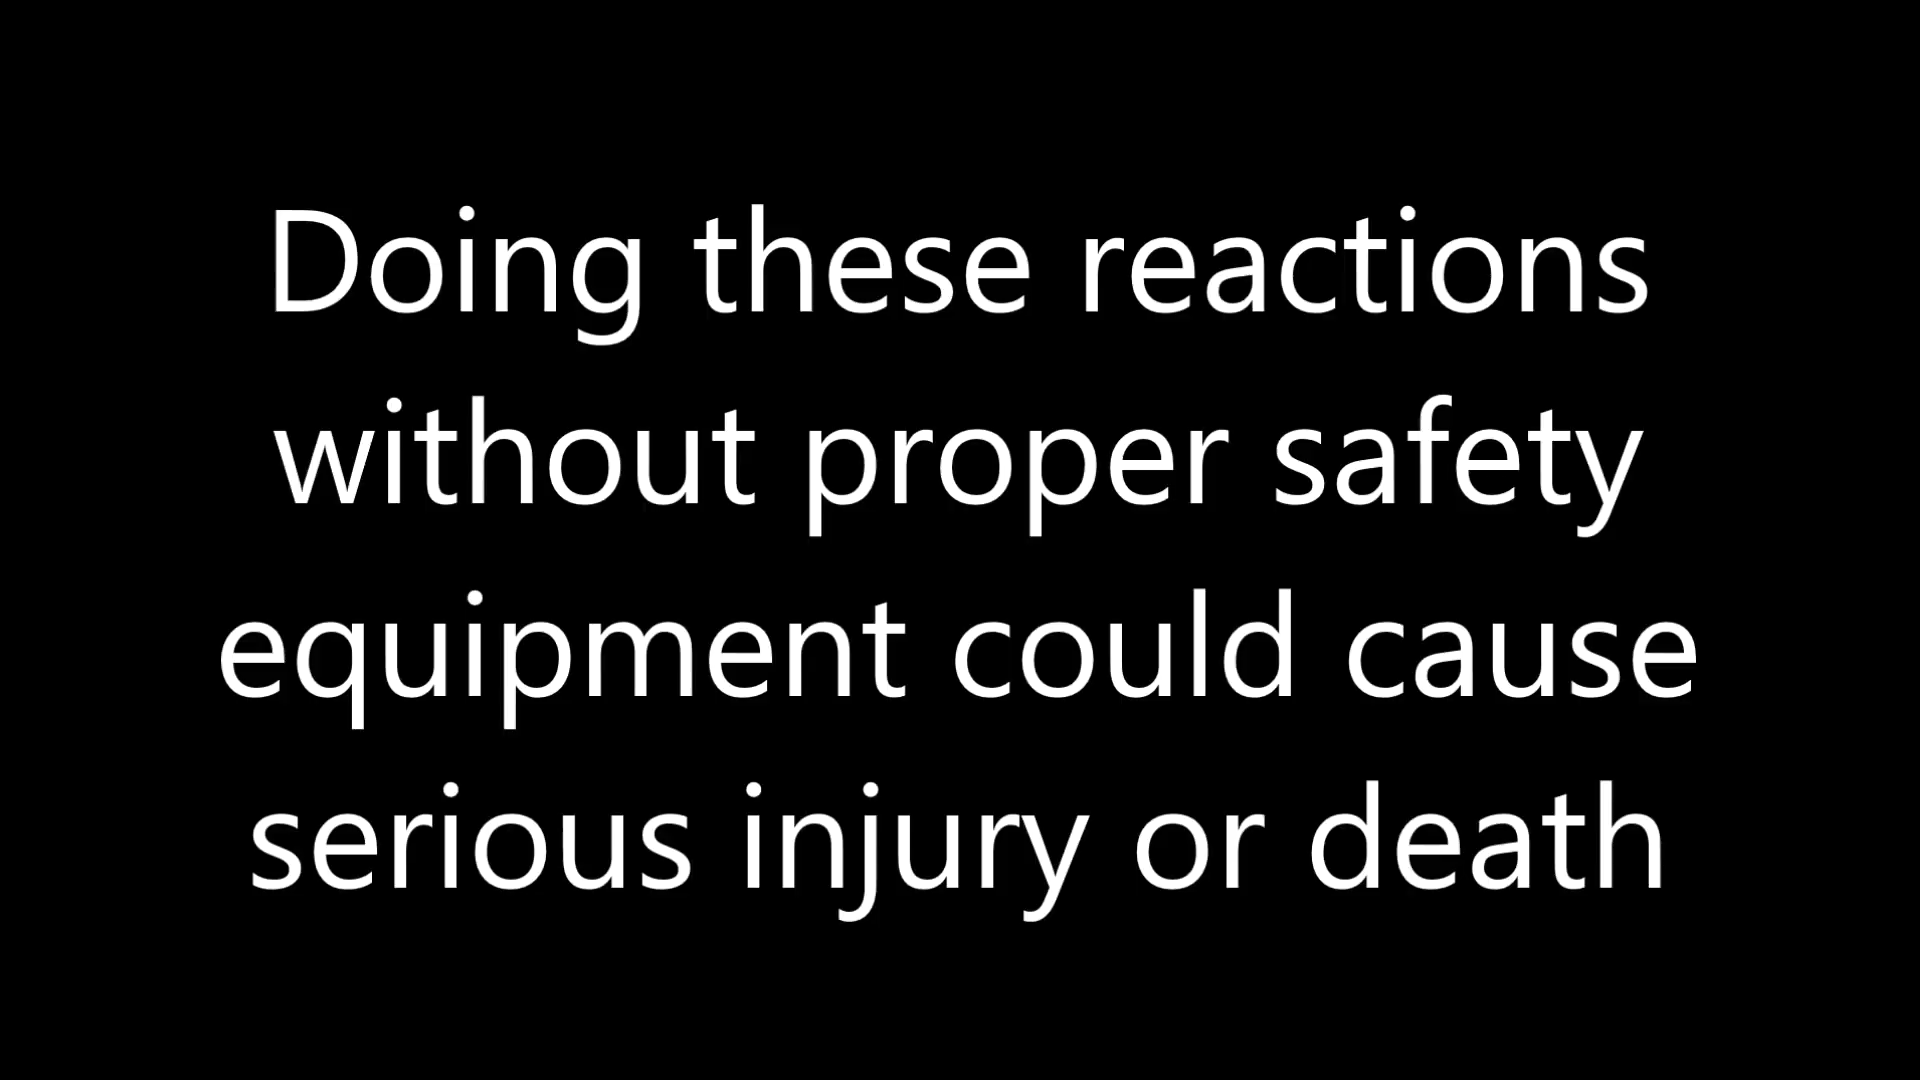 Doing these reactions
without proper safety
equipment could cause
serious injury or death